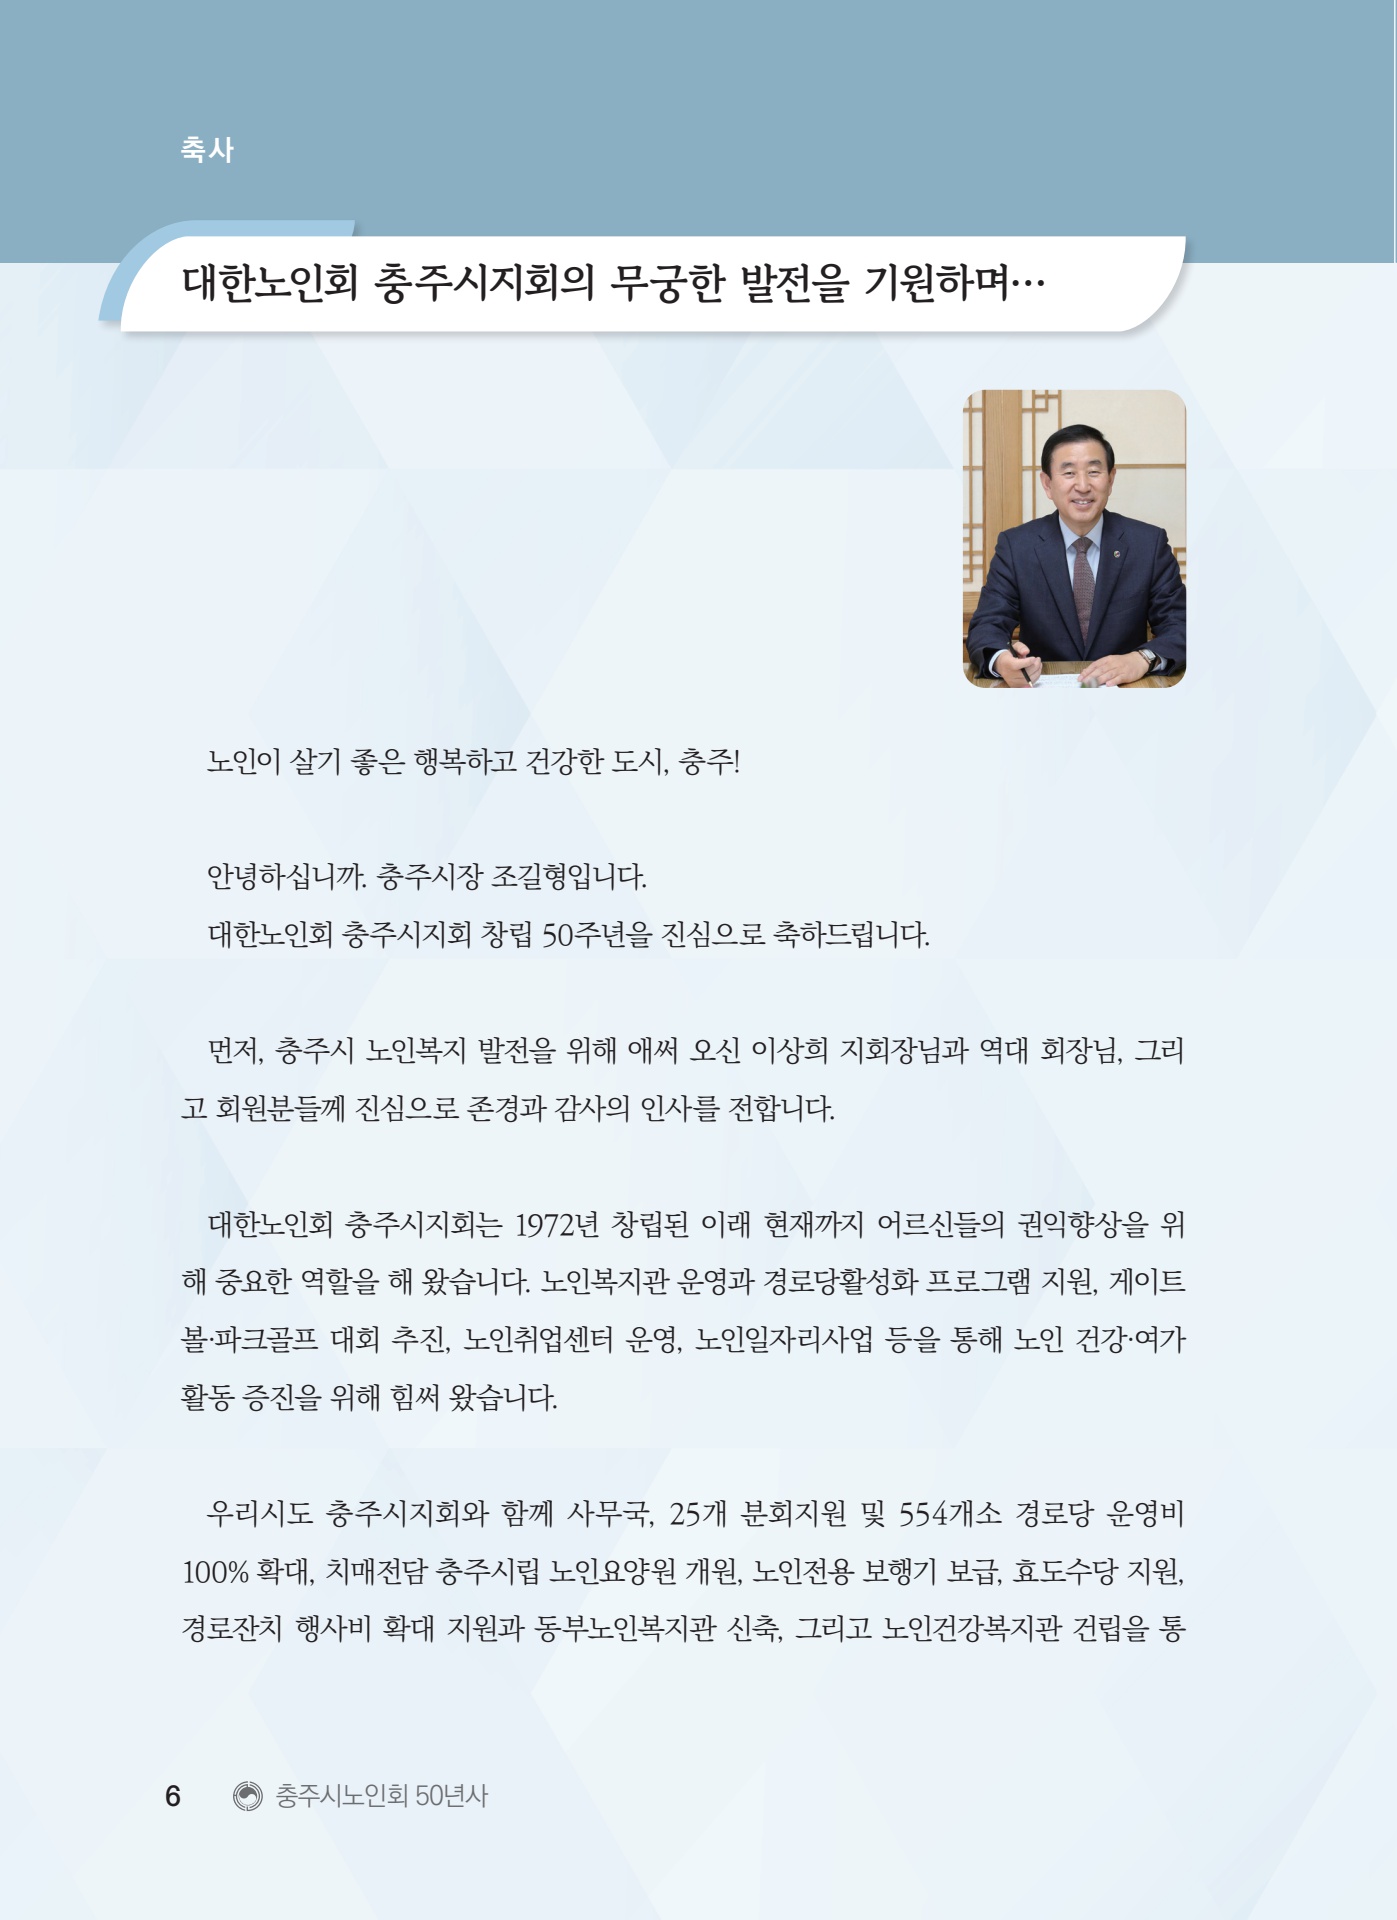 축사
대한노인회 충주시지회의 무궁한 발전을 기원하며…
노인이 살기 좋은 행복하고 건강한 도시, 충주!
안녕하십니까. 충주시장 조길형입니다.
대한노인회 충주시지회 창립 50주년을 진심으로 축하드립니다.
먼저, 충주시 노인복지 발전을 위해 애써 오신 이상희 지회장님과 역대 회장님, 그리
고 회원분들께 진심으로 존경과 감사의 인사를 전합니다.
대한노인회 충주시지회는 1972년 창립된 이래 현재까지 어르신들의 권익향상을 위
해 중요한 역할을 해 왔습니다. 노인복지관 운영과 경로당활성화 프로그램 지원, 게이트
볼·파크골프 대회 추진, 노인취업센터 운영, 노인일자리사업 등을 통해 노인 건강·여가
활동 증진을 위해 힘써 왔습니다.
우리시도 충주시지회와 함께 사무국, 25개 분회지원 및 554개소 경로당 운영비
100% 확대, 치매전담 충주시립 노인요양원 개원, 노인전용 보행기 보급, 효도수당 지원,
경로잔치 행사비 확대 지원과 동부노인복지관 신축, 그리고 노인건강복지관 건립을 통
6 충주시노인회 50년사